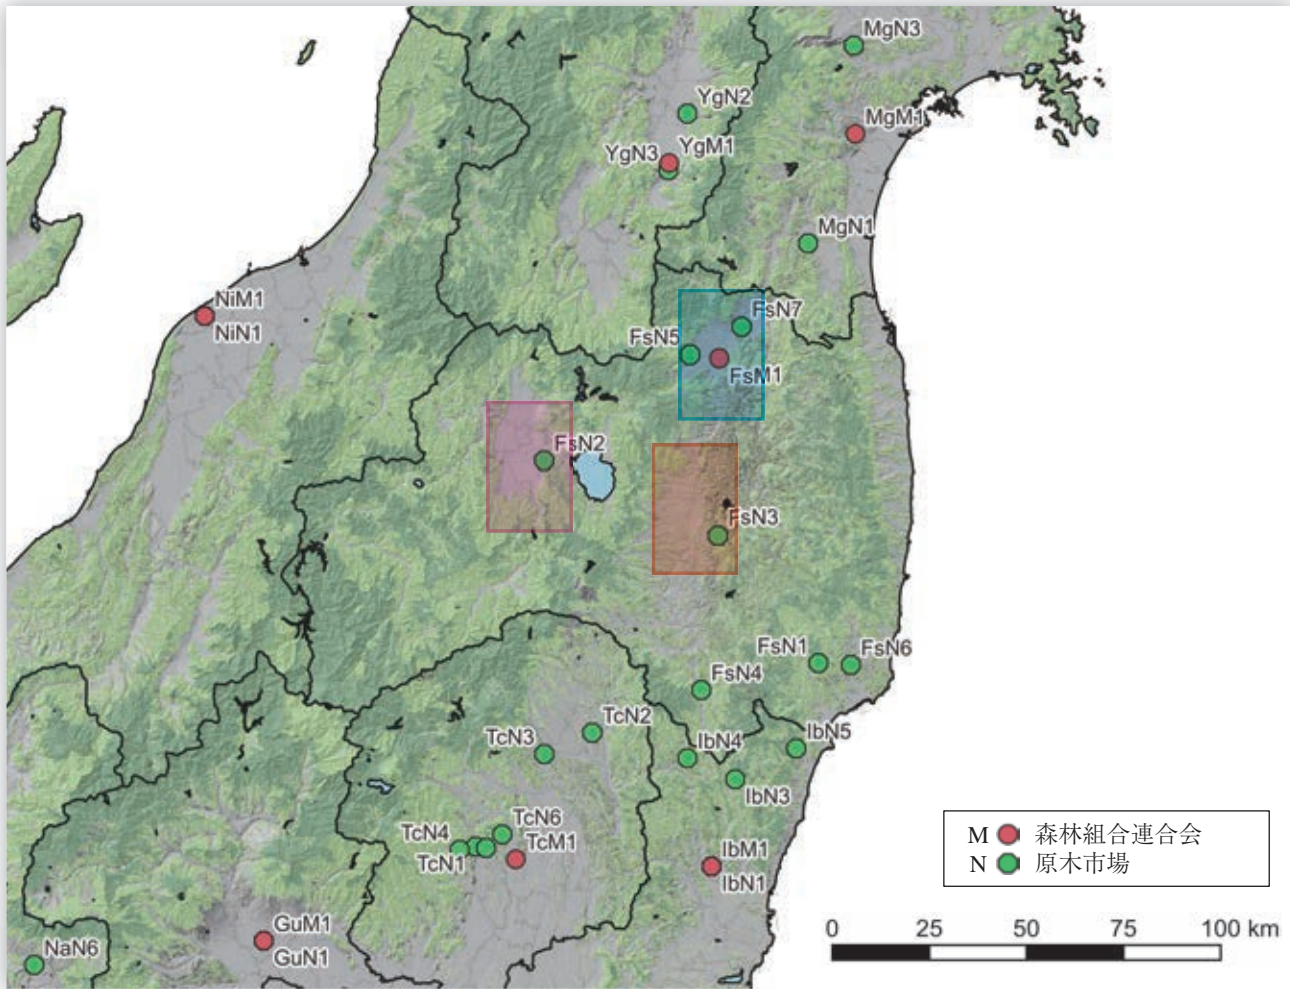 MgN3
YgN2
MgM1
YgN3
YgM1
MgN1
NiM1
NiN1
FsN7
FsN5
FsM1
FsN2
FsN3
FsN1
FsN6
FsN4
TcN2
TcN3
IbN4
IbN5
IbN3
TcN6
TcN4
TcM1
TcN1
IbM1
IbN1
M 森林組合連合会
N 原木市場
GuM1
GuN1
NaN6
0 25 50 75 100 km